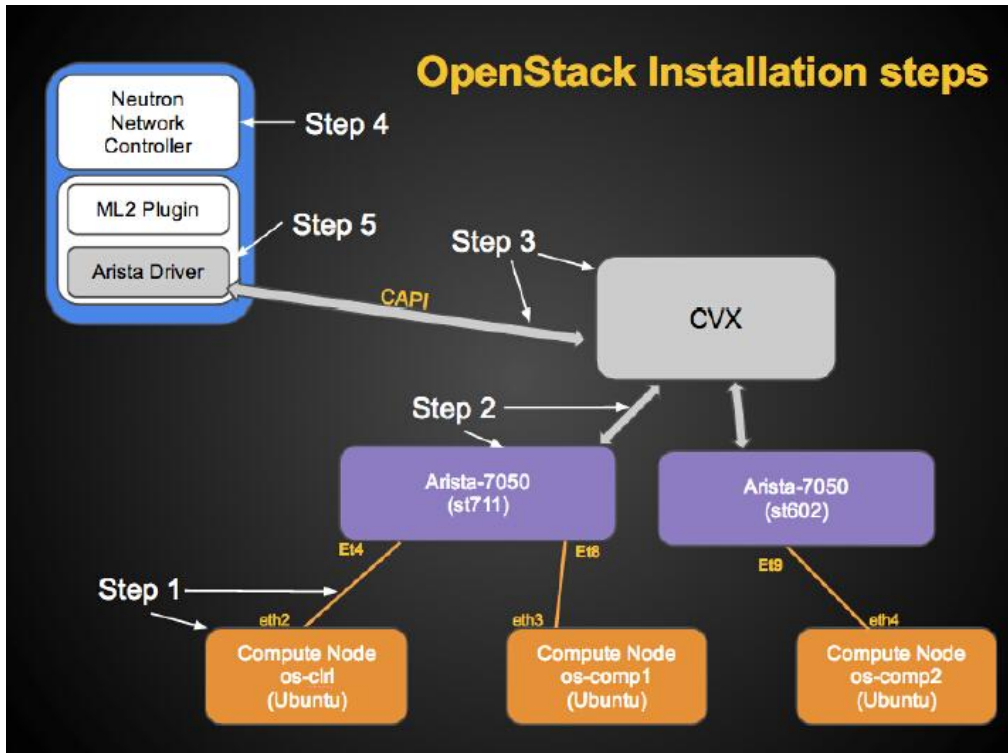 OpenStack Installation steps
Neutron
Network
Controller
Step 4
ML2 Plugin
Step 5
Arista Driver
Step 3
CAPI
CVX
Step 2
Arista-7050
(st711)
Arista-7050
(st602)
Et4
Et8
Et9
Step 1
eth2
eth3
eth4
Compute Node
os-clrl
(Ubuntu)
Compute Node
os-comp1
(Ubuntu)
Compute Node
os-comp2
(Ubuntu)